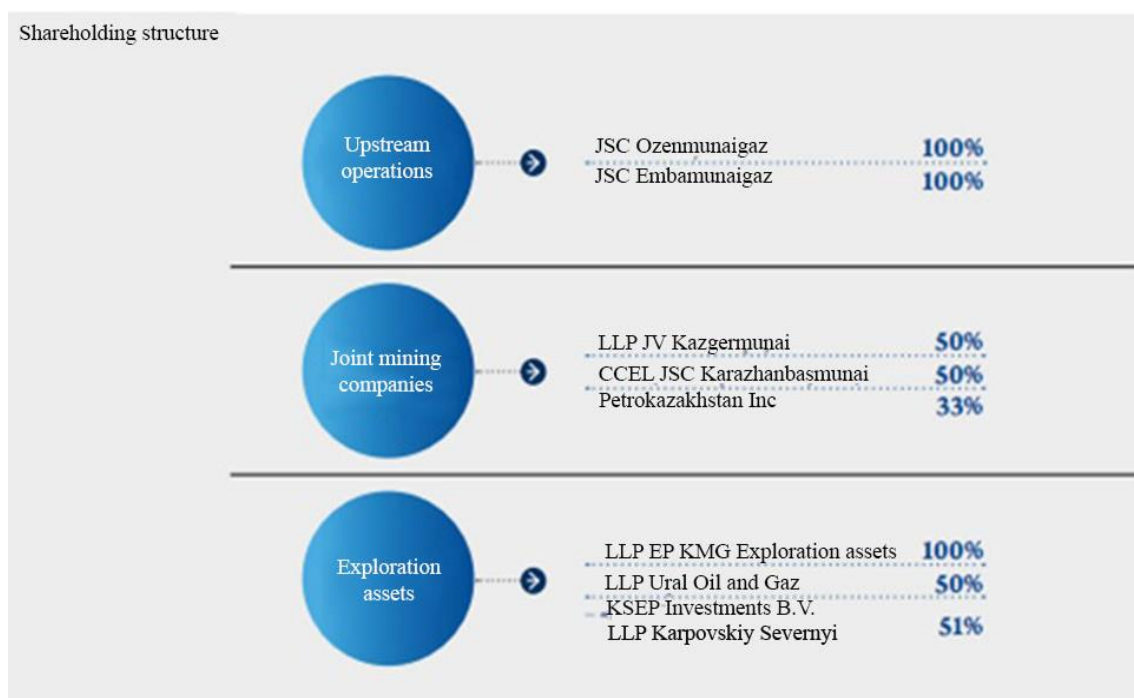 Shareholding structure
Upstream
operations
JSC Ozenmunaigaz 100%
JSC Embamunaigaz 100%
Joint mining
companies
LLP JV Kazgermunai 50%
CCEL JSC Karazhanbasmunai 50%
Petrokazakhstan Inc 33%
Exploration
assets
LLP EP KMG Exploration assets 100%
LLP Ural Oil and Gaz 50%
KSEP Investments B.V.
LLP Karpovskiy Severnyi 51%